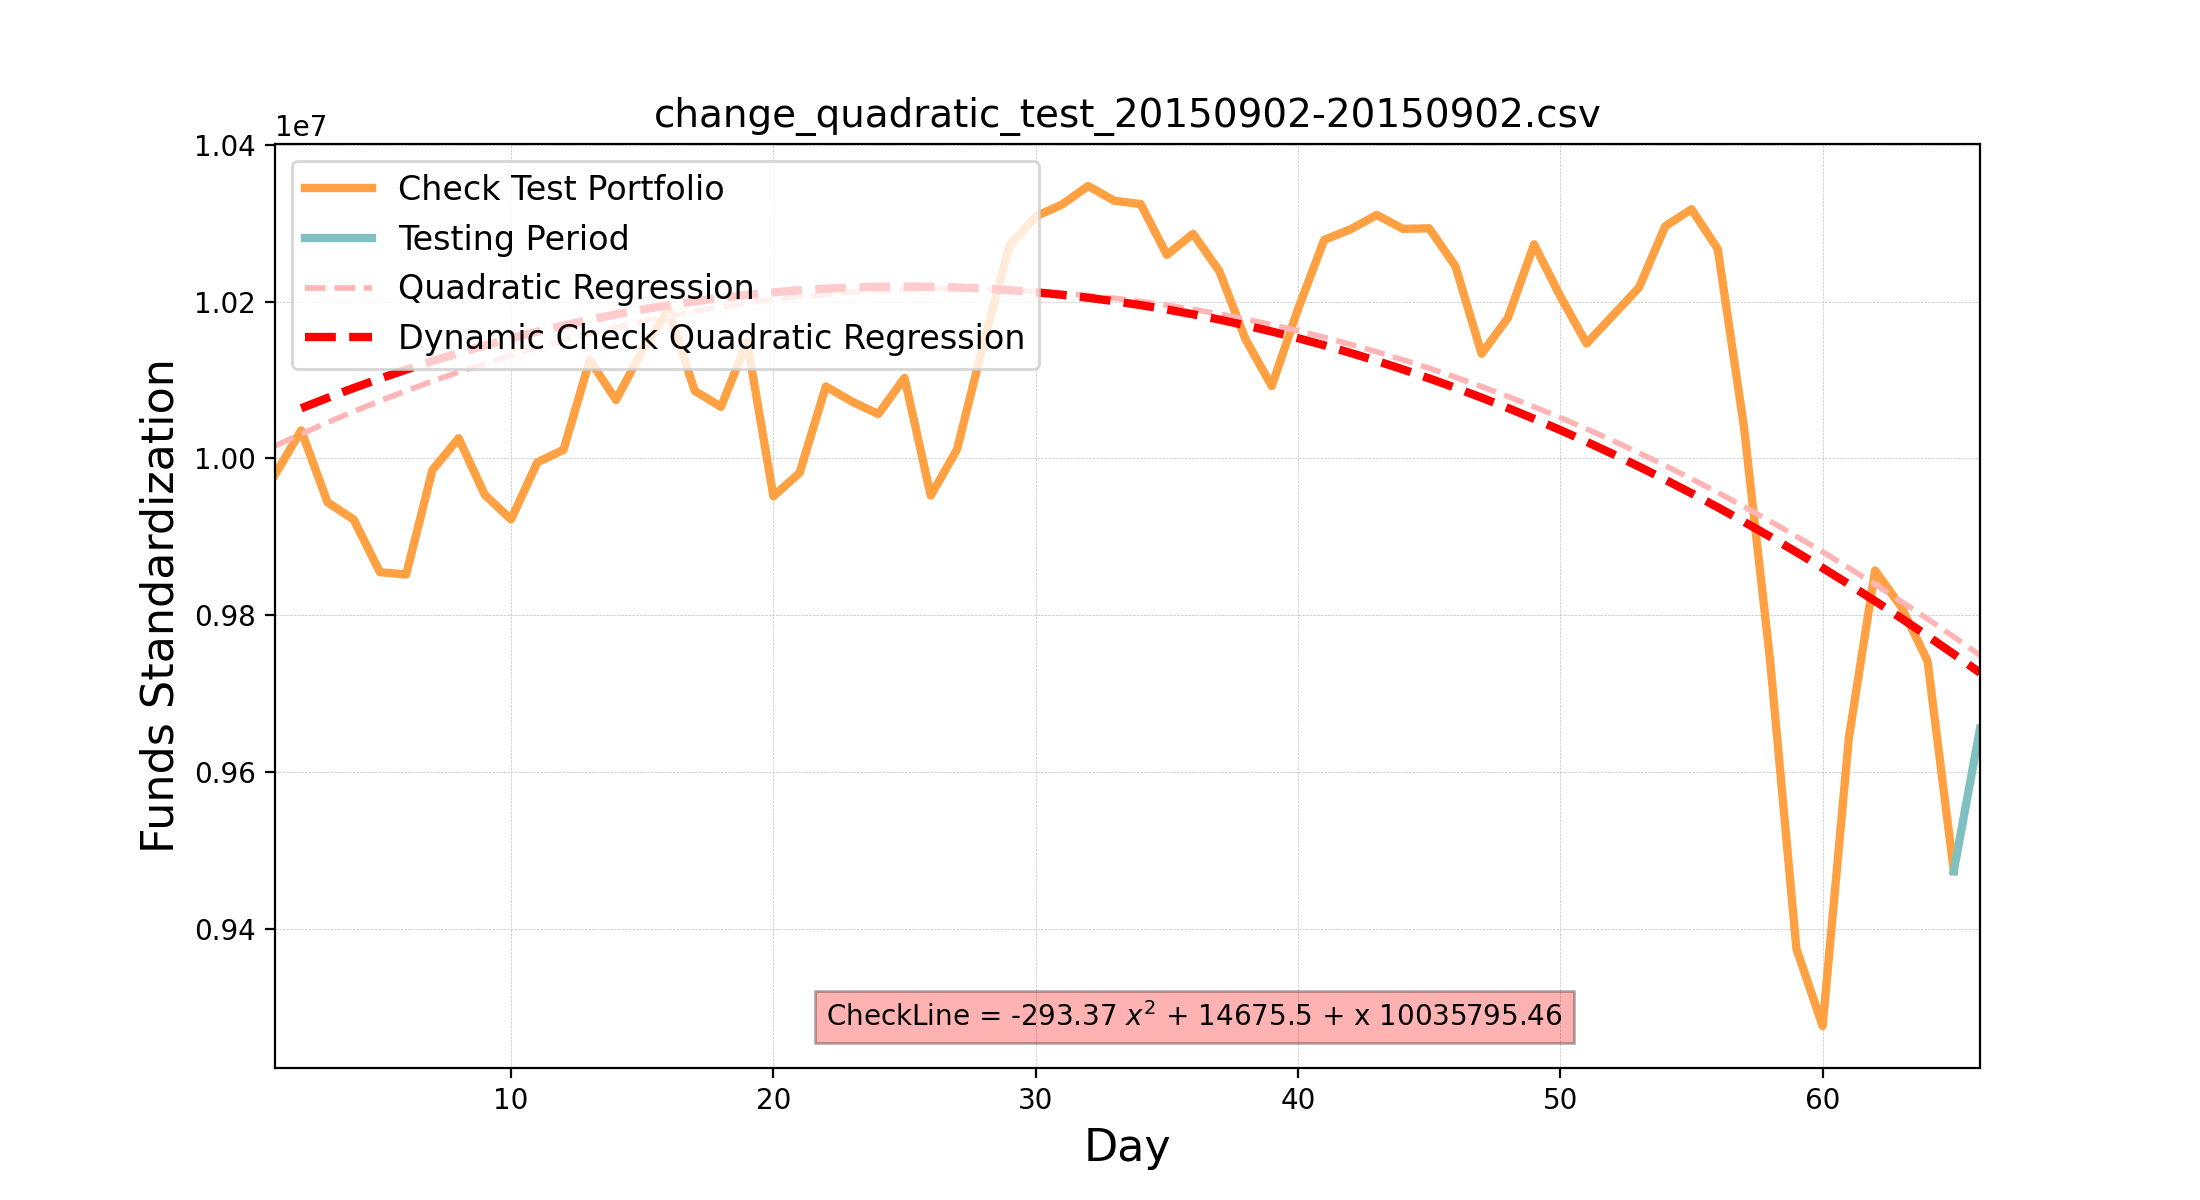 change_quadratic_test_20150902-20150902.csv
1e7
1.04
1.02
1.00
0.98
0.96
0.94
Funds Standardization
Check Test Portfolio
Testing Period
Quadratic Regression
Dynamic Check Quadratic Regression
CheckLine = -293.37 x² + 14675.5 + x 10035795.46
10 20 30 40 50 60
Day